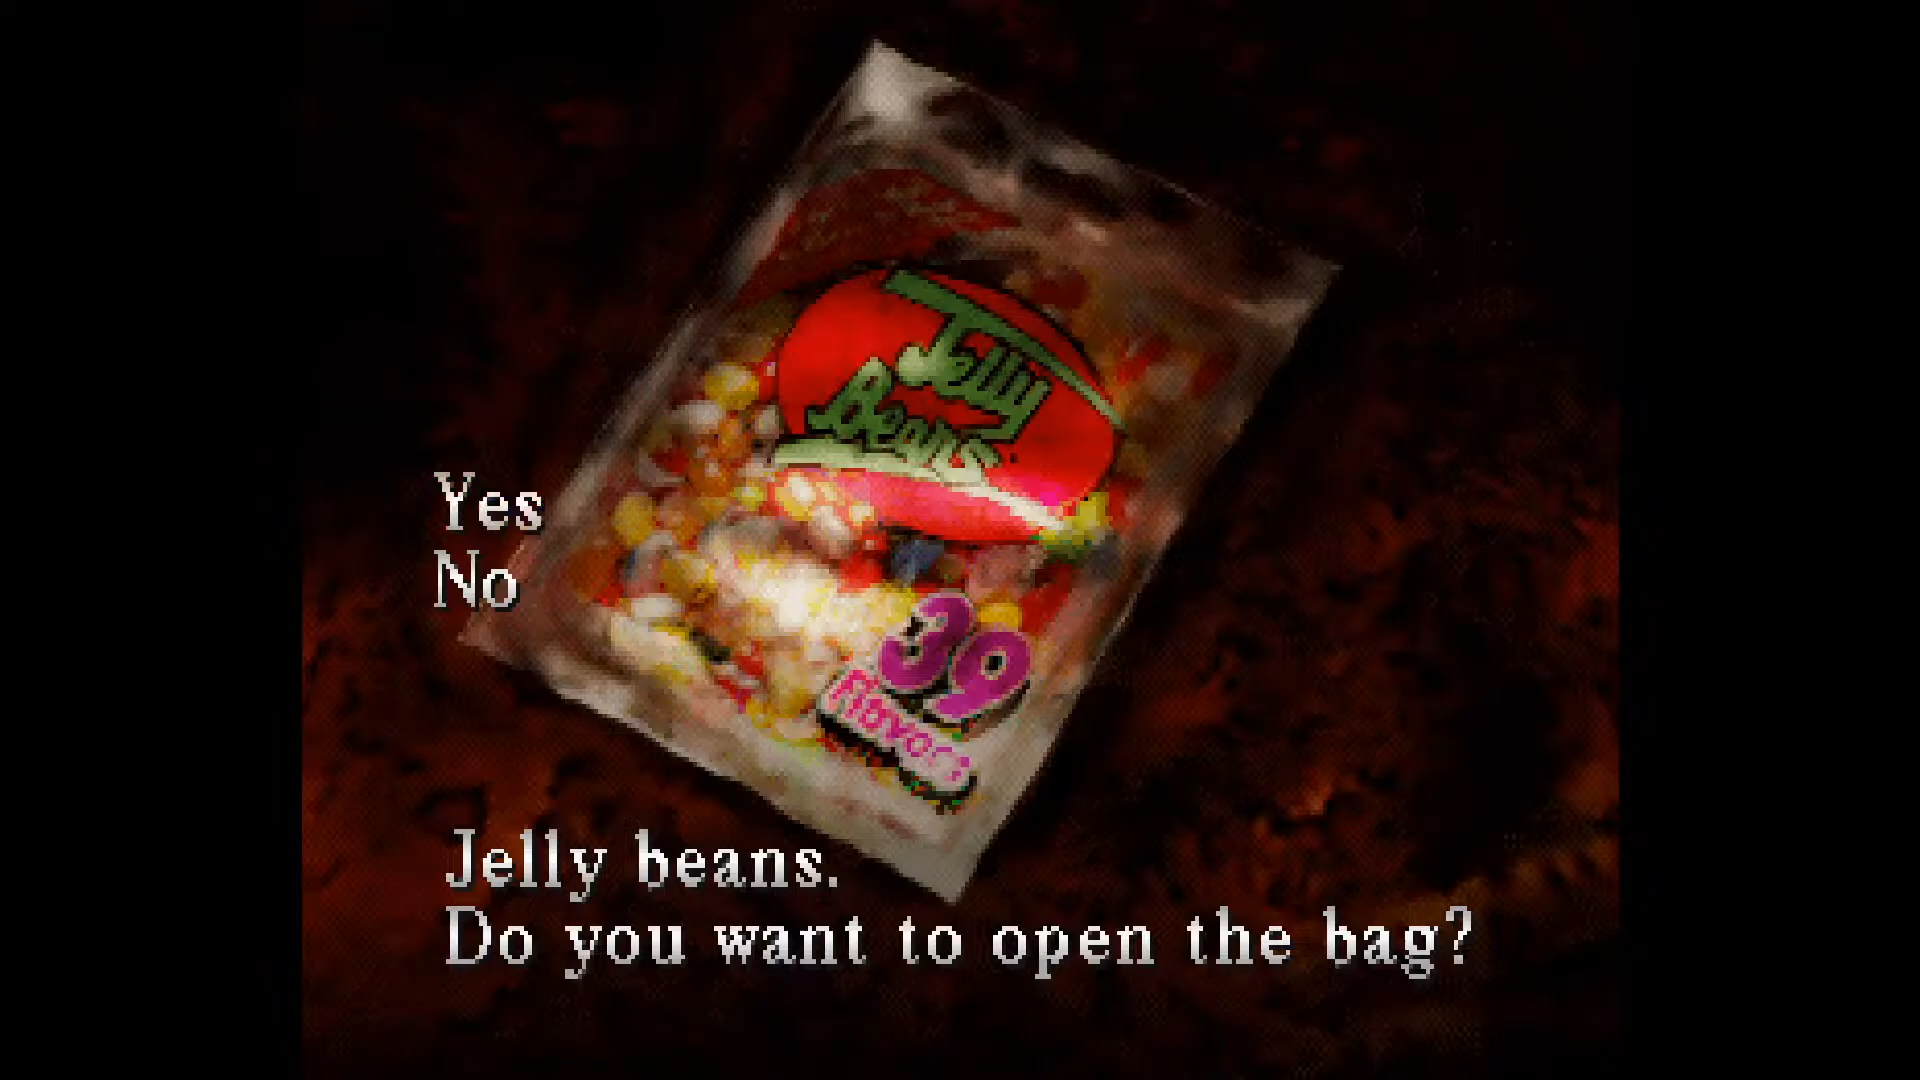 Jelly
Beans
39
Flavors
Yes
No
Jelly beans.
Do you want to open the bag?